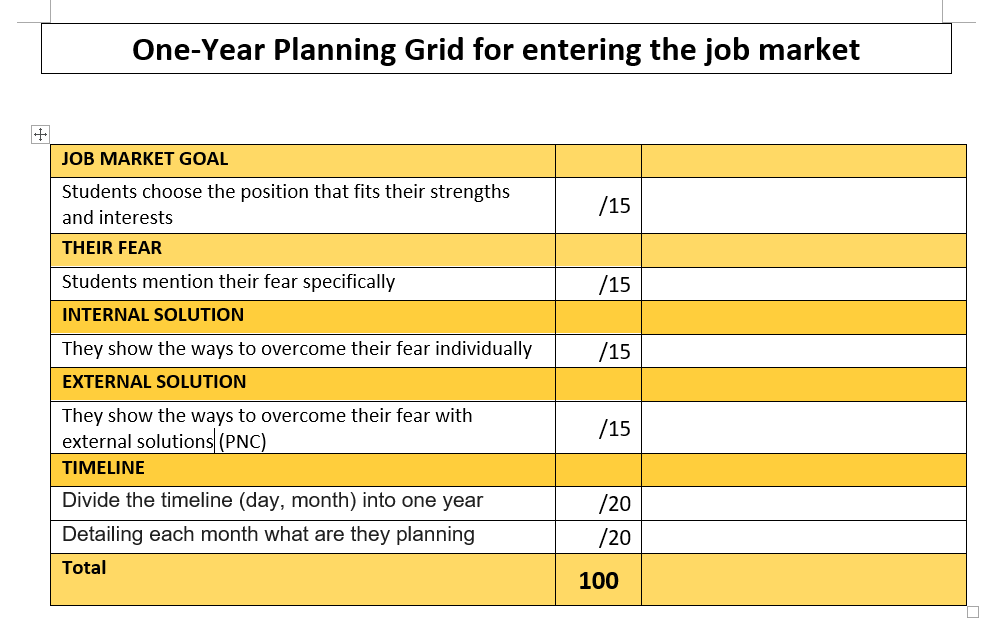 One-Year Planning Grid for entering the job market
JOB MARKET GOAL
Students choose the position that fits their strengths
and interests
/15
THEIR FEAR
Students mention their fear specifically
/15
INTERNAL SOLUTION
They show the ways to overcome their fear individually
/15
EXTERNAL SOLUTION
They show the ways to overcome their fear with
external solutions (PNC)
/15
TIMELINE
Divide the timeline (day, month) into one year
/20
Detailing each month what are they planning
/20
Total
100